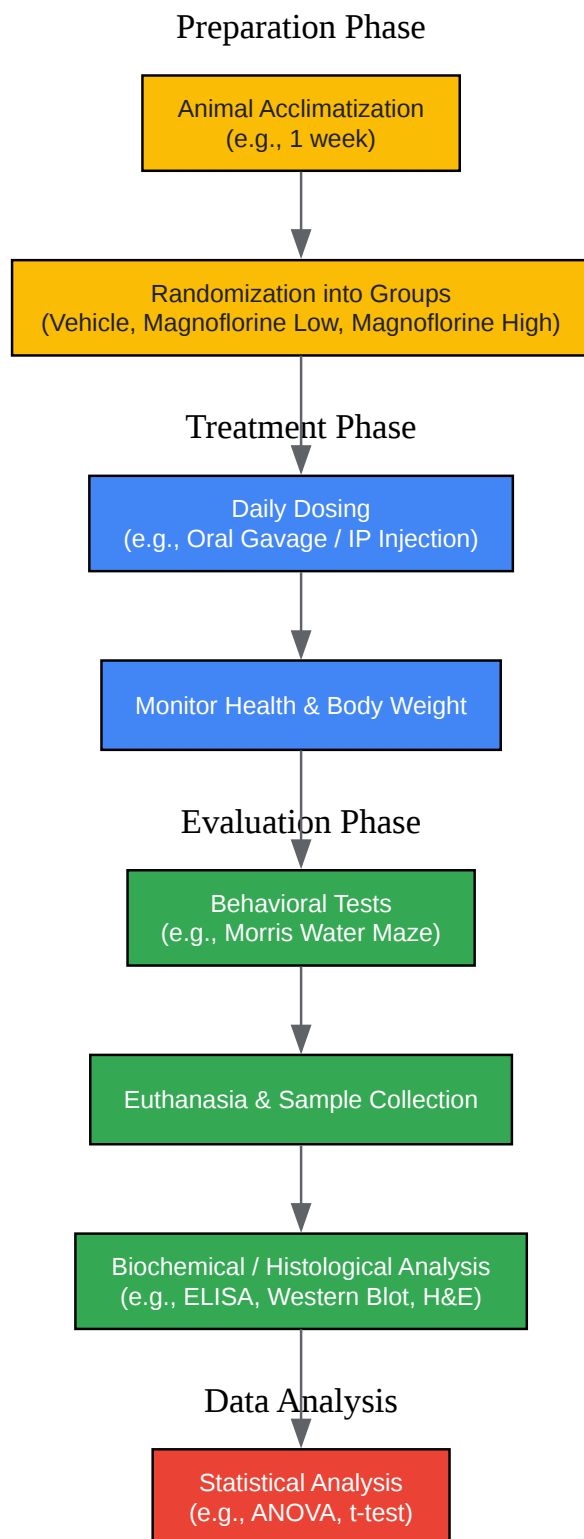 Preparation Phase
Animal Acclimatization
(e.g., 1 week)
Randomization into Groups
(Vehicle, Magnoflorine Low, Magnoflorine High)
Treatment Phase
Daily Dosing
(e.g., Oral Gavage / IP Injection)
Monitor Health & Body Weight
Evaluation Phase
Behavioral Tests
(e.g., Morris Water Maze)
Euthanasia & Sample Collection
Biochemical / Histological Analysis
(e.g., ELISA, Western Blot, H&E)
Data Analysis
Statistical Analysis
(e.g., ANOVA, t-test)